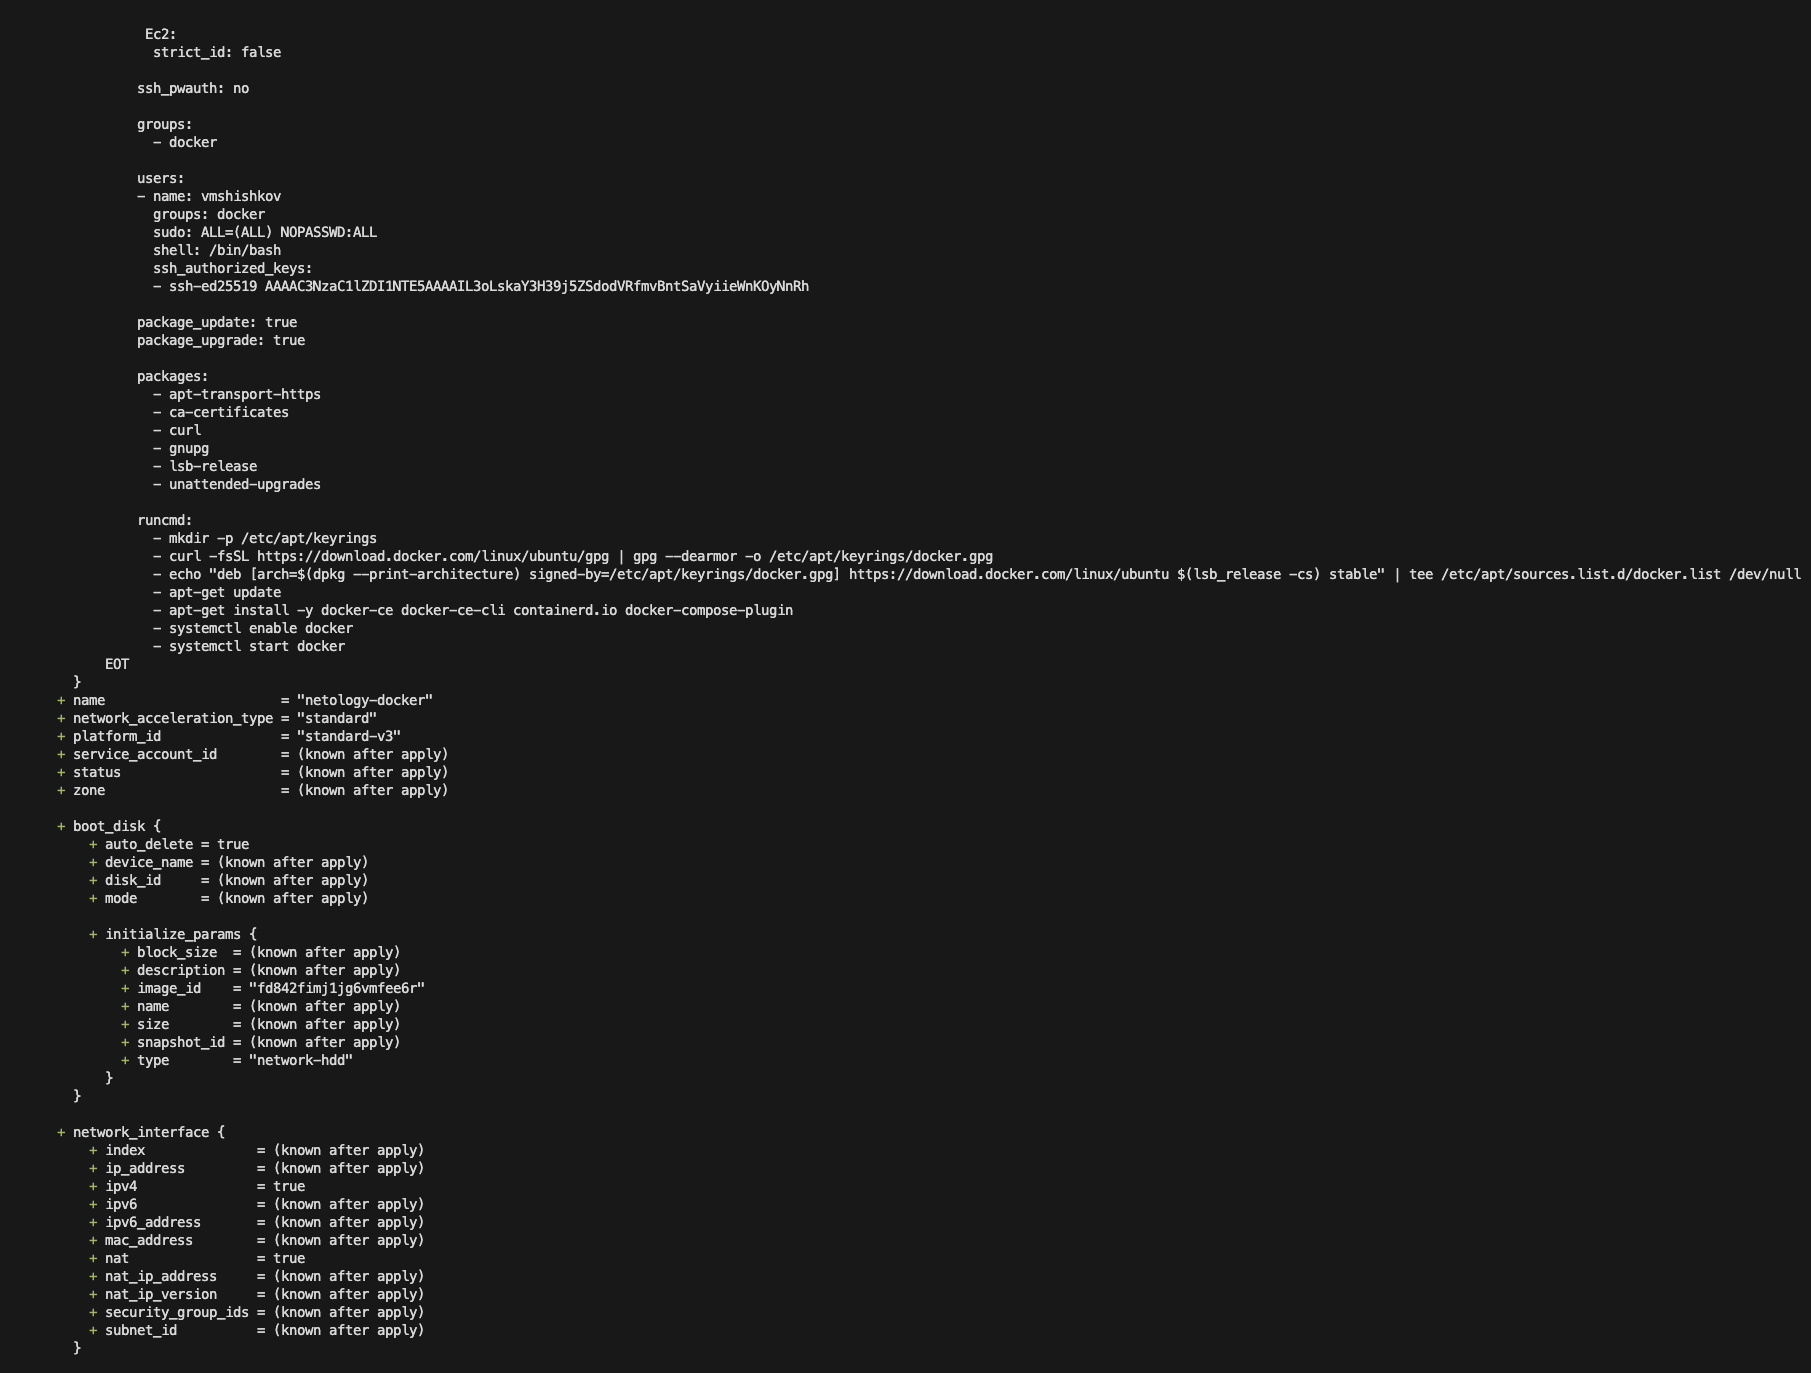 Ec2:
strict_id: false
ssh_pwauth: no
groups:
- docker
users:
- name: vmshishkov
groups: docker
sudo: ALL=(ALL) NOPASSWD:ALL
shell: /bin/bash
ssh_authorized_keys:
- ssh-ed25519 AAAAC3NzaC1lZDI1NTE5AAAAIL3oLskaY3H39j5ZSdodVRfmvBntSaVyiieWnKOyNnRh
package_update: true
package_upgrade: true
packages:
- apt-transport-https
- ca-certificates
- curl
- gnupg
- lsb-release
- unattended-upgrades
runcmd:
- mkdir -p /etc/apt/keyrings
- curl -fsSL https://download.docker.com/linux/ubuntu/gpg | gpg --dearmor -o /etc/apt/keyrings/docker.gpg
- echo "deb [arch=$(dpkg --print-architecture) signed-by=/etc/apt/keyrings/docker.gpg] https://download.docker.com/linux/ubuntu $(lsb_release -cs) stable" | tee /etc/apt/sources.list.d/docker.list /dev/null
- apt-get update
- apt-get install -y docker-ce docker-ce-cli containerd.io docker-compose-plugin
- systemctl enable docker
- systemctl start docker
EOT
}
+ name = "netology-docker"
+ network_acceleration_type = "standard"
+ platform_id = "standard-v3"
+ service_account_id = (known after apply)
+ status = (known after apply)
+ zone = (known after apply)
+ boot_disk {
+ auto_delete = true
+ device_name = (known after apply)
+ disk_id = (known after apply)
+ mode = (known after apply)
+ initialize_params {
+ block_size = (known after apply)
+ description = (known after apply)
+ image_id = "fd842fimj1jg6vmfee6r"
+ name = (known after apply)
+ size = (known after apply)
+ snapshot_id = (known after apply)
+ type = "network-hdd"
}
}
+ network_interface {
+ index = (known after apply)
+ ip_address = (known after apply)
+ ipv4 = true
+ ipv6 = (known after apply)
+ ipv6_address = (known after apply)
+ mac_address = (known after apply)
+ nat = true
+ nat_ip_address = (known after apply)
+ nat_ip_version = (known after apply)
+ security_group_ids = (known after apply)
+ subnet_id = (known after apply)
}